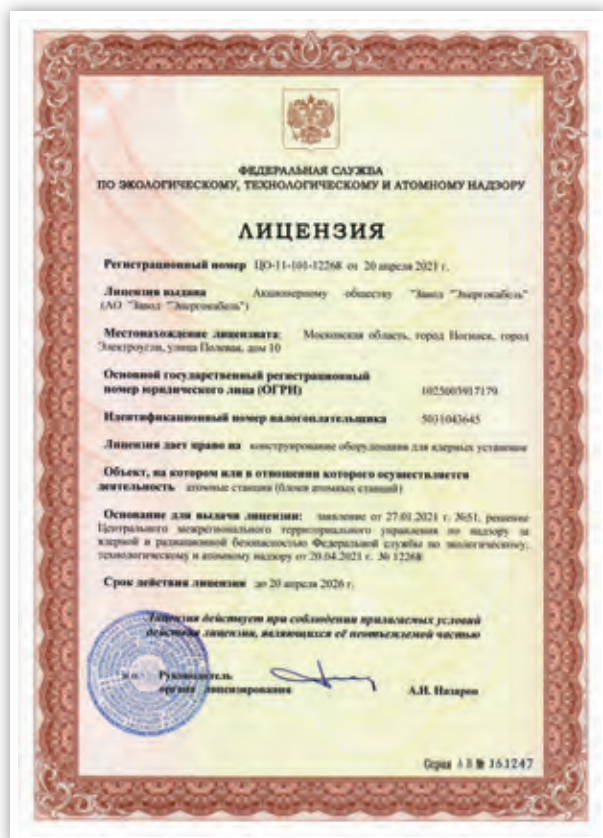 ФЕДЕРАЛЬНАЯ СЛУЖБА
ПО ЭКОЛОГИЧЕСКОМУ, ТЕХНОЛОГИЧЕСКОМУ И АТОМНОМУ НАДЗОРУ
ЛИЦЕНЗИЯ
Регистрационный номер ЦО-11-101-12268 от 20 апреля 2021 г.
Лицензия выдана Акционерному обществу "Завод "Энергокабель"
(АО "Завод "Энергокабель")
Местонахождение лицензиата: Московская область, город Ногинск, город
Электроугли, улица Полевая, дом 10
Основной государственный регистрационный
номер юридического лица (ОГРН) 1025003917179
Идентификационный номер налогоплательщика 5031043645
Лицензия дает право на конструирование оборудования для ядерных установок
Объект, на котором или в отношении которого осуществляется
деятельность атомные станции (блоки атомных станций)
Основание для выдачи лицензии: заявление от 27.01.2021 г. №51, решение
Центрального межрегионального территориального управления по надзору за
ядерной и радиационной безопасностью Федеральной службы по экологическому,
технологическому и атомному надзору от 20.04.2021 г. № 12268
Срок действия лицензии до 20 апреля 2026 г.
Лицензия действует при соблюдении прилагаемых условий
действия лицензии, являющихся её неотъемлемой частью
Руководитель
органа лицензирования А.И. Назаров
Серия А В № 161247